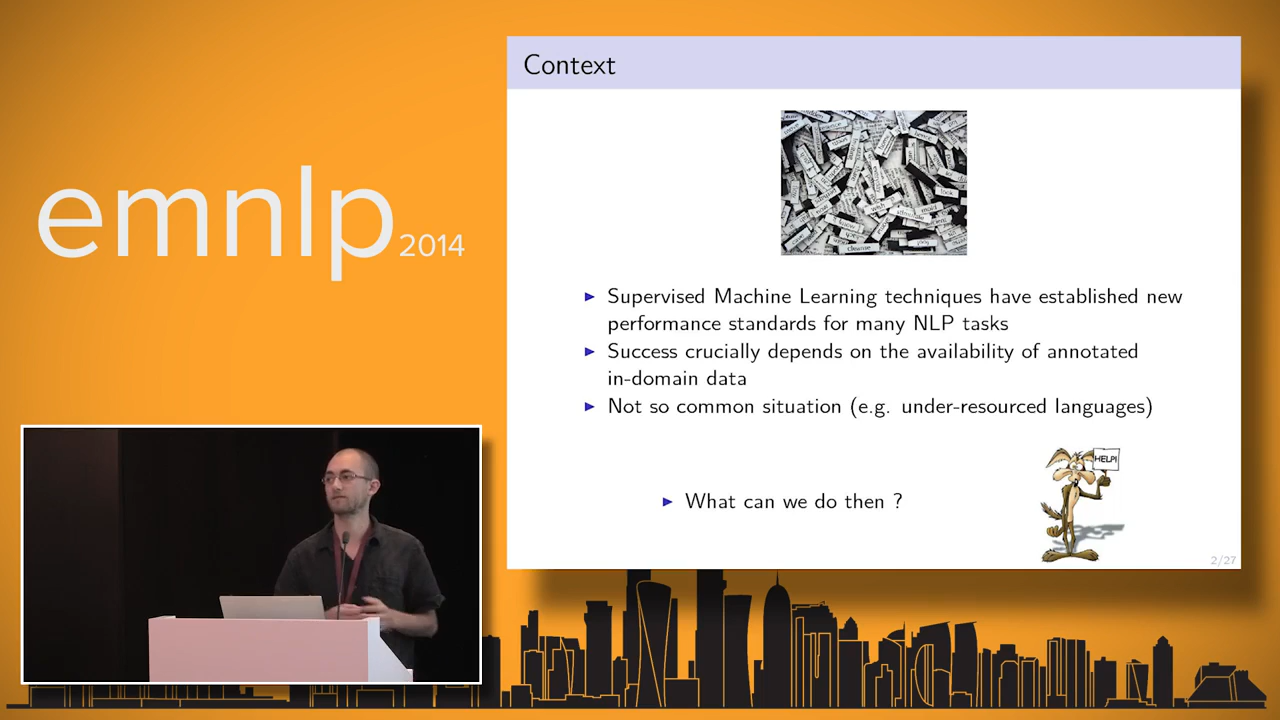 emnlp 2014
Context
Supervised Machine Learning techniques have established new
performance standards for many NLP tasks
Success crucially depends on the availability of annotated
in-domain data
Not so common situation (e.g. under-resourced languages)
HELP!
What can we do then ?
2/27